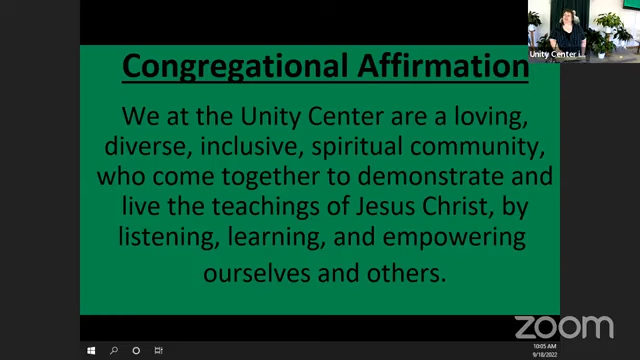 Congregational Affirmation
We at the Unity Center are a loving,
diverse, inclusive, spiritual community,
who come together to demonstrate and
live the teachings of Jesus Christ, by
listening, learning, and empowering
ourselves and others.
Unity Center i...
zoom
10:05 AM
9/18/2022